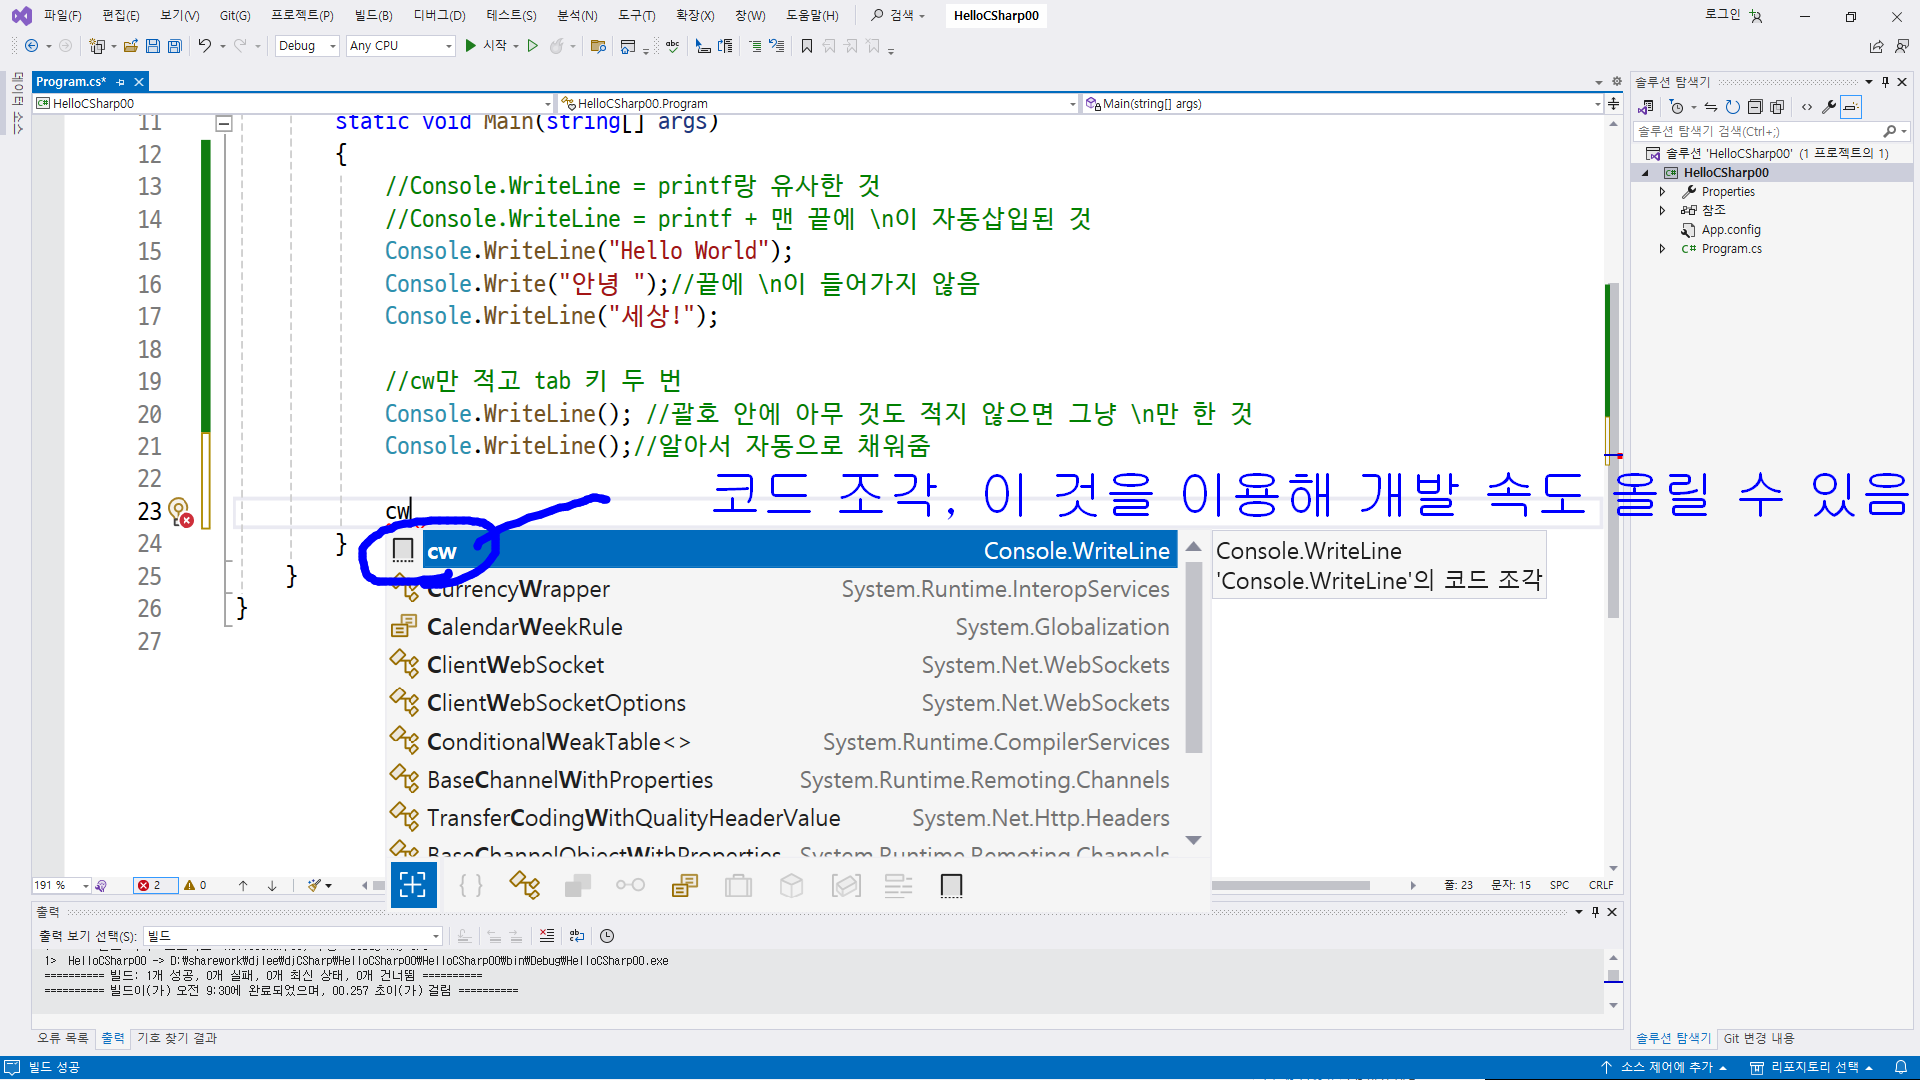 파일(F) 편집(E) 보기(V) Git(G) 프로젝트(P) 빌드(B) 디버그(D) 테스트(S) 분석(N) 도구(T) 확장(X) 창(W) 도움말(H) 검색 HelloCSharp00 로그인
Debug Any CPU 시작
데이터 소스
Program.cs*
HelloCSharp00 HelloCSharp00.Program Main(string[] args)
11 static void Main(string[] args)
12 {
13 //Console.WriteLine = printf랑 유사한 것
14 //Console.WriteLine = printf + 맨 끝에 \n이 자동삽입된 것
15 Console.WriteLine("Hello World");
16 Console.Write("안녕 ");//끝에 \n이 들어가지 않음
17 Console.WriteLine("세상!");
18
19 //cw만 적고 tab 키 두 번
20 Console.WriteLine(); //괄호 안에 아무 것도 적지 않으면 그냥 \n만 한 것
21 Console.WriteLine();//알아서 자동으로 채워줌
22
코드 조각, 이 것을 이용해 개발 속도 올릴 수 있음
23 cw
24 }
25 }
26 }
27
cw Console.WriteLine
CurrencyWrapper System.Runtime.InteropServices
CalendarWeekRule System.Globalization
ClientWebSocket System.Net.WebSockets
ClientWebSocketOptions System.Net.WebSockets
ConditionalWeakTable<> System.Runtime.CompilerServices
BaseChannelWithProperties System.Runtime.Remoting.Channels
TransferCodingWithQualityHeaderValue System.Net.Http.Headers
BaseChannelObjectWithProperties System.Runtime.Remoting.Channels
Console.WriteLine
'Console.WriteLine'의 코드 조각
191 % 2 0 줄: 23 문자: 15 SPC CRLF
출력
출력 보기 선택(S): 빌드
1> HelloCSharp00 -> D:\sharework\djlee\djCSharp\HelloCSharp00\HelloCSharp00\bin\Debug\HelloCSharp00.exe
========== 빌드: 1개 성공, 0개 실패, 0개 최신 상태, 0개 건너뜀 ==========
========== 빌드이(가) 오전 9:30에 완료되었으며, 00.257 초이(가) 걸림 ==========
오류 목록 출력 기호 찾기 결과
솔루션 탐색기
솔루션 탐색기 검색(Ctrl+;)
솔루션 'HelloCSharp00' (1 프로젝트의 1)
HelloCSharp00
Properties
참조
App.config
Program.cs
솔루션 탐색기 Git 변경 내용
빌드 성공 소스 제어에 추가 리포지토리 선택